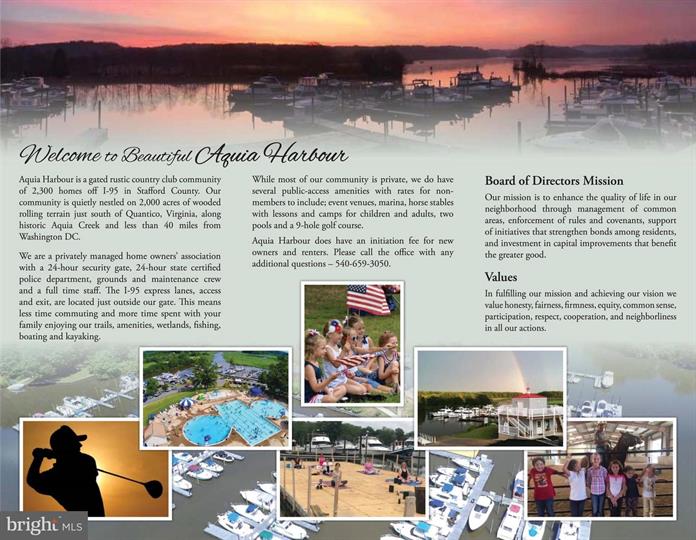 Welcome to Beautiful Aquia Harbour
Aquia Harbour is a gated rustic country club community
of 2,300 homes off I-95 in Stafford County. Our
community is quietly nestled on 2,000 acres of wooded
rolling terrain just south of Quantico, Virginia, along
historic Aquia Creek and less than 40 miles from
Washington DC.
We are a privately managed home owners' association
with a 24-hour security gate, 24-hour state certified
police department, grounds and maintenance crew
and a full time staff. The I-95 express lanes, access
and exit, are located just outside our gate. This means
less time commuting and more time spent with your
family enjoying our trails, amenities, wetlands, fishing,
boating and kayaking.
While most of our community is private, we do have
several public-access amenities with rates for non-
members to include; event venues, marina, horse stables
with lessons and camps for children and adults, two
pools and a 9-hole golf course.
Aquia Harbour does have an initiation fee for new
owners and renters. Please call the office with any
additional questions – 540-659-3050.
Board of Directors Mission
Our mission is to enhance the quality of life in our
neighborhood through management of common
areas, enforcement of rules and covenants, support
of initiatives that strengthen bonds among residents,
and investment in capital improvements that benefit
the greater good.
Values
In fulfilling our mission and achieving our vision we
value honesty, fairness, firmness, equity, common sense,
participation, respect, cooperation, and neighborliness
in all our actions.
bright MLS